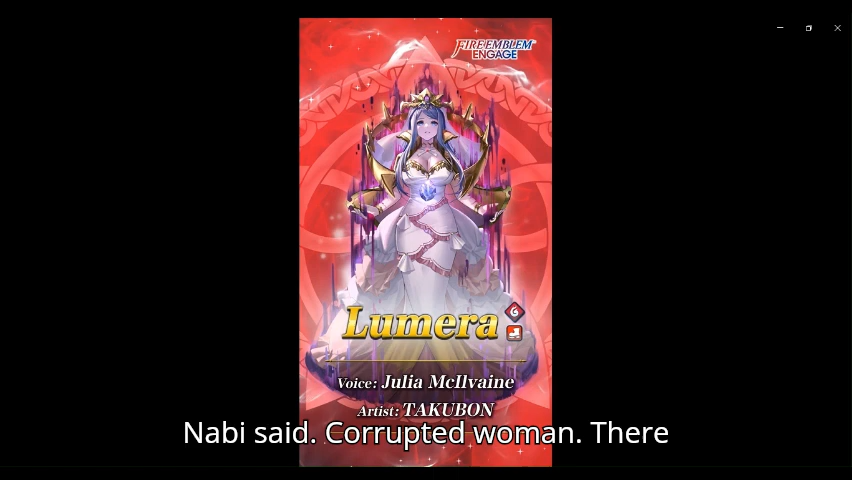 FIRE EMBLEM
ENGAGE
Lumera
Voice: Julia McIlvaine
Artist: TAKUBON
Nabi said. Corrupted woman. There